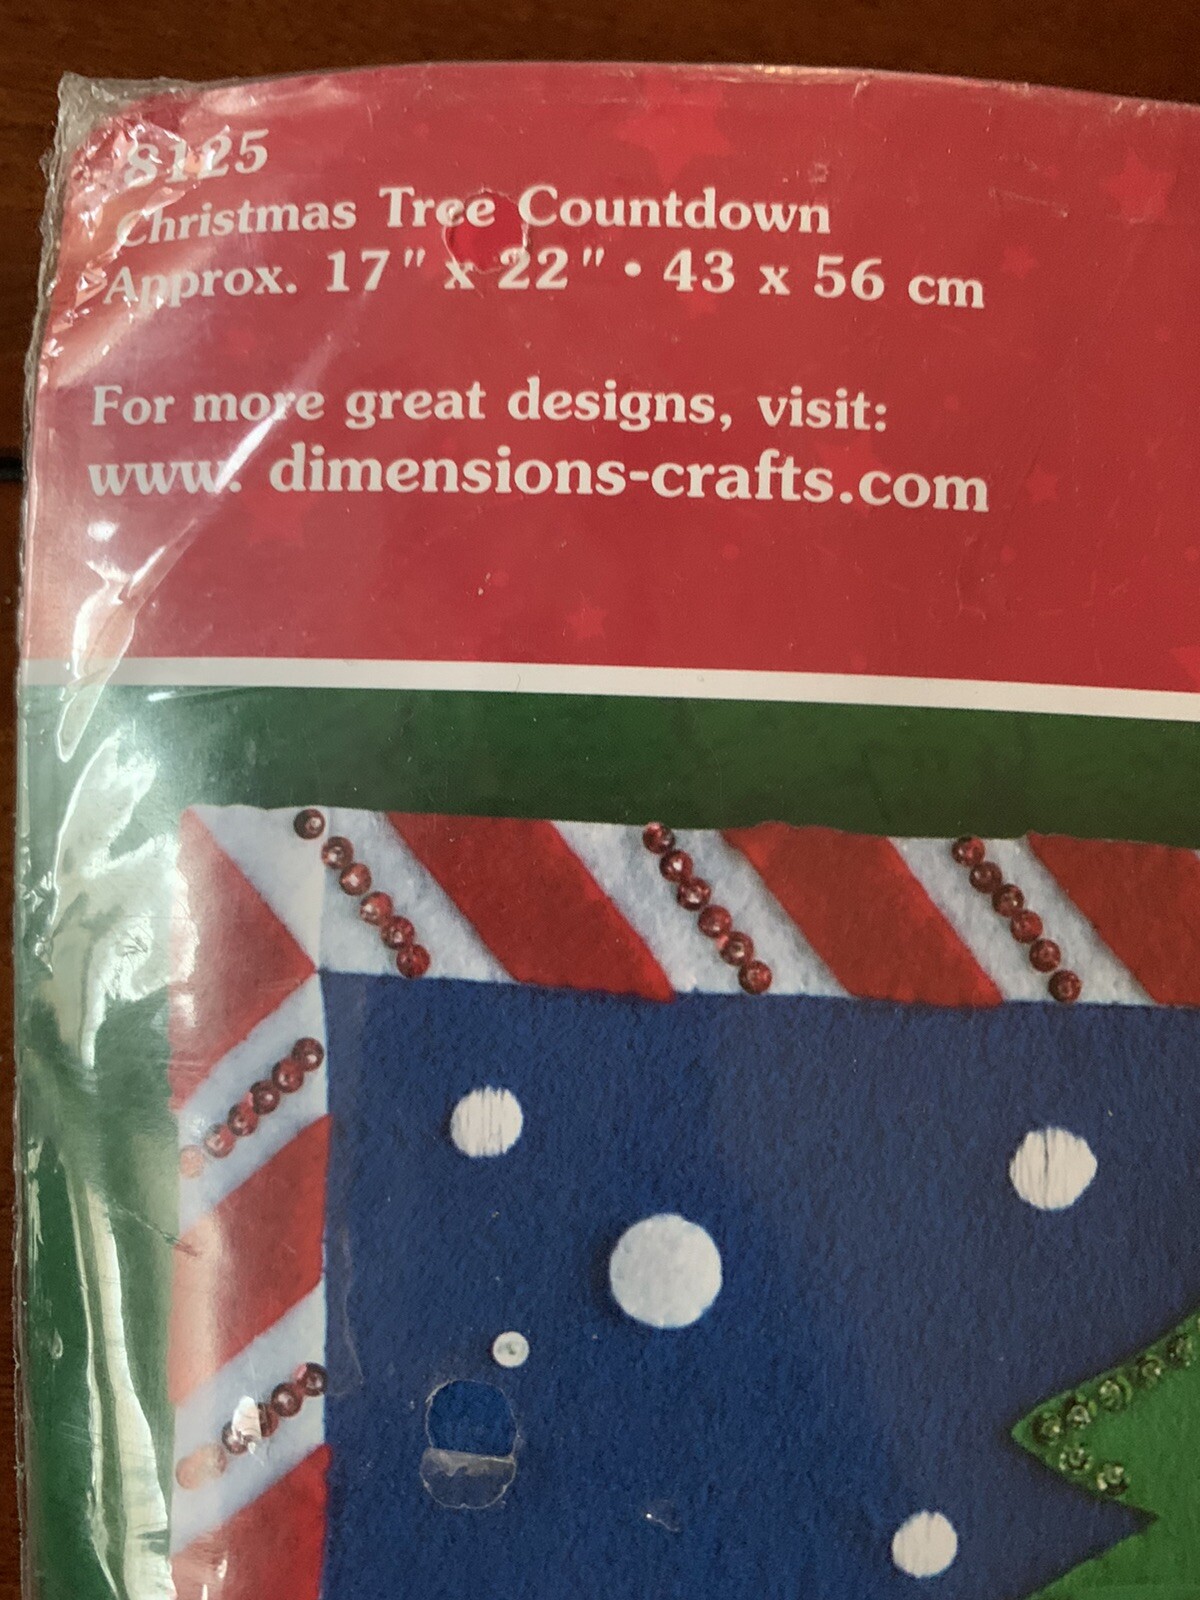 8125
Christmas Tree Countdown
Approx. 17" x 22" • 43 x 56 cm
For more great designs, visit:
www. dimensions-crafts.com